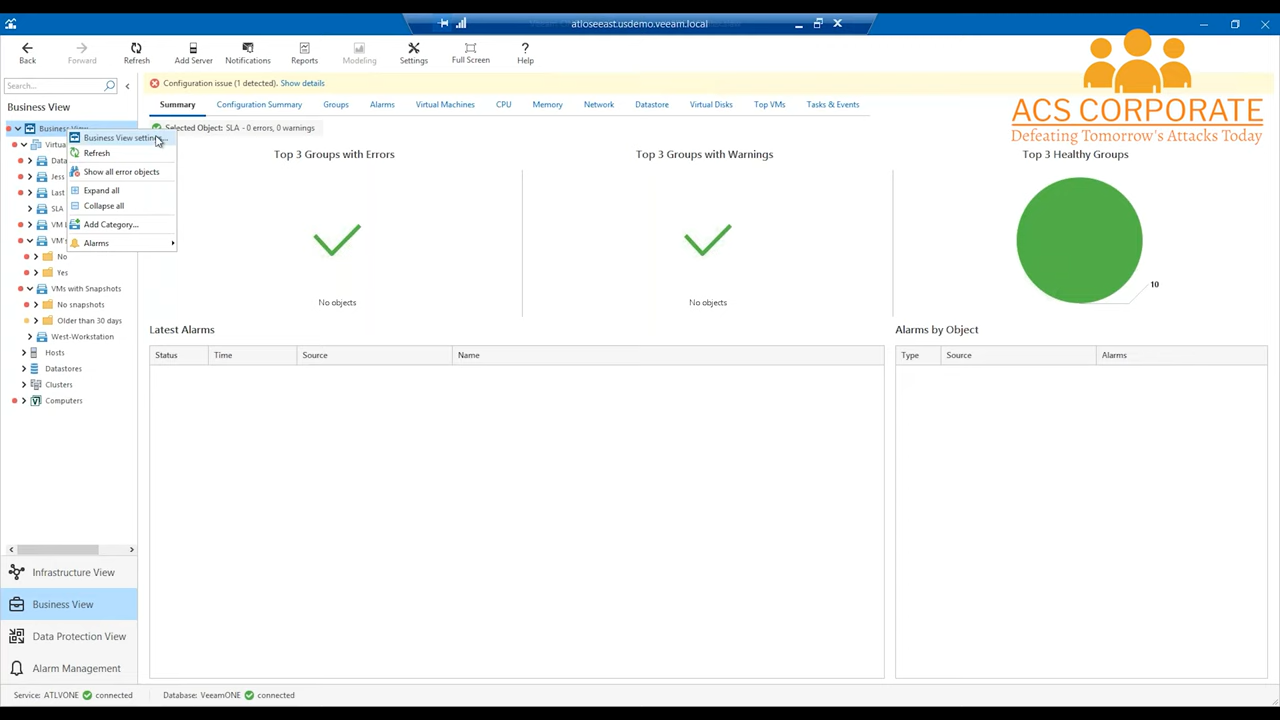 atloseeast.usdemo.veeam.local
Back
Forward
Refresh
Add Server
Notifications
Reports
Modeling
Settings
Full Screen
Help
ACS CORPORATE
Defeating Tomorrow's Attacks Today
Search...
Configuration issue (1 detected). Show details
Business View
Summary
Configuration Summary
Groups
Alarms
Virtual Machines
CPU
Memory
Network
Datastore
Virtual Disks
Top VMs
Tasks & Events
Selected Object: SLA - 0 errors, 0 warnings
Business View settings...
Refresh
Show all error objects
Expand all
Collapse all
Add Category...
Alarms
Virtual
Data
Jess
Last
SLA
VM
VM's
No
Yes
VMs with Snapshots
No snapshots
Older than 30 days
West-Workstation
Hosts
Datastores
Clusters
Computers
Top 3 Groups with Errors
No objects
Top 3 Groups with Warnings
No objects
Top 3 Healthy Groups
10
Latest Alarms
Status
Time
Source
Name
Alarms by Object
Type
Source
Alarms
Infrastructure View
Business View
Data Protection View
Alarm Management
Service: ATLVONE connected
Database: VeeamONE connected